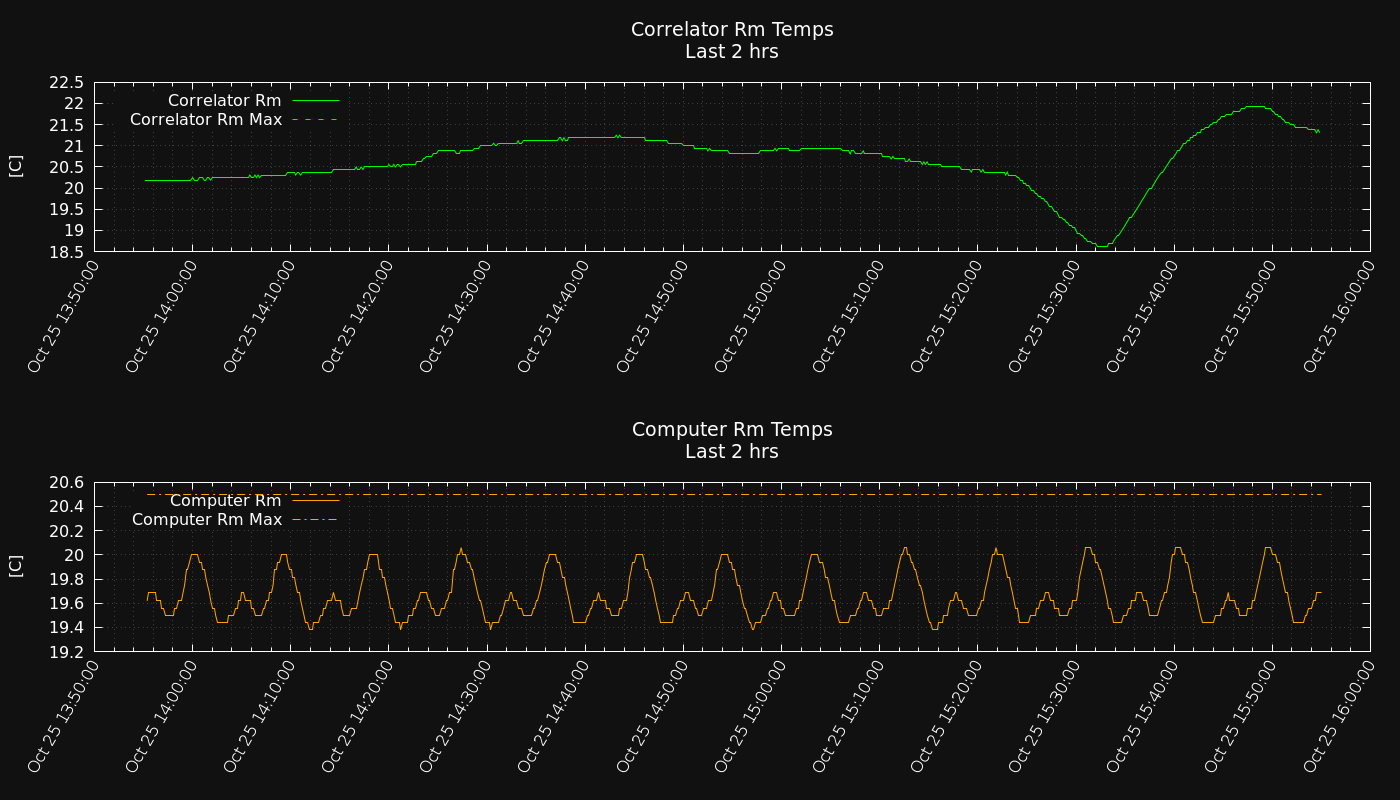 Correlator Rm Temps
Last 2 hrs
22.5
22
21.5
21
20.5
20
19.5
19
18.5
[C]
Correlator Rm
Correlator Rm Max
Oct 25 13:50:00
Oct 25 14:00:00
Oct 25 14:10:00
Oct 25 14:20:00
Oct 25 14:30:00
Oct 25 14:40:00
Oct 25 14:50:00
Oct 25 15:00:00
Oct 25 15:10:00
Oct 25 15:20:00
Oct 25 15:30:00
Oct 25 15:40:00
Oct 25 15:50:00
Oct 25 16:00:00
Computer Rm Temps
Last 2 hrs
20.6
20.4
20.2
20
19.8
19.6
19.4
19.2
[C]
Computer Rm
Computer Rm Max
Oct 25 13:50:00
Oct 25 14:00:00
Oct 25 14:10:00
Oct 25 14:20:00
Oct 25 14:30:00
Oct 25 14:40:00
Oct 25 14:50:00
Oct 25 15:00:00
Oct 25 15:10:00
Oct 25 15:20:00
Oct 25 15:30:00
Oct 25 15:40:00
Oct 25 15:50:00
Oct 25 16:00:00